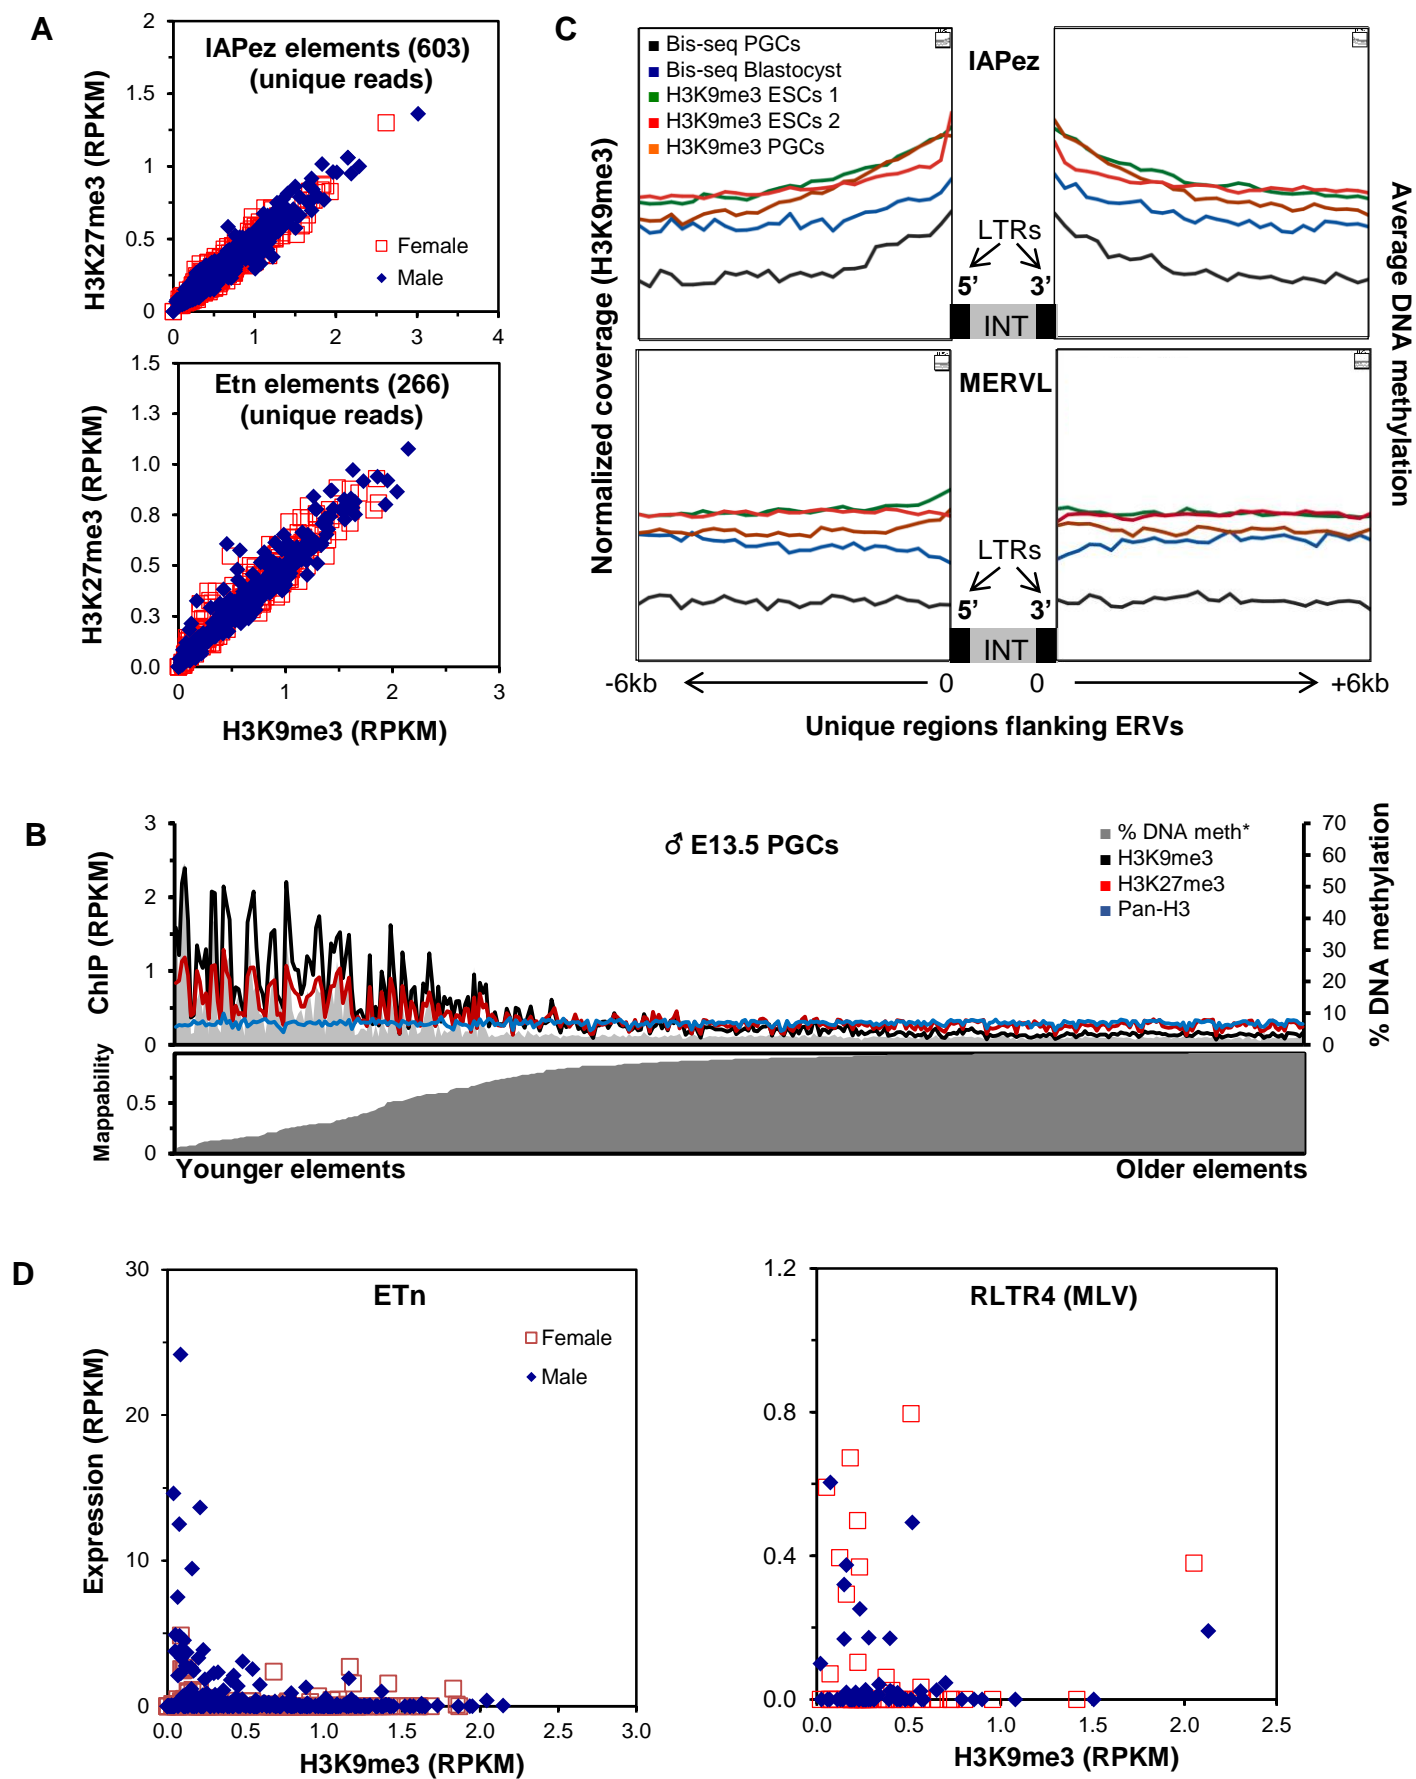 A
IAPez elements (603)
(unique reads)
H3K27me3 (RPKM)
2
1.5
1
0.5
0
0 1 2 3 4
Female
Male
Etn elements (266)
(unique reads)
H3K27me3 (RPKM)
1.5
1.3
1.0
0.8
0.5
0.3
0.0
0 1 2 3
H3K9me3 (RPKM)
C
Normalized coverage (H3K9me3)
Bis-seq PGCs
Bis-seq Blastocyst
H3K9me3 ESCs 1
H3K9me3 ESCs 2
H3K9me3 PGCs
IAPez
LTRs
5’ 3’
INT
MERVL
LTRs
5’ 3’
INT
Average DNA methylation
-6kb 0 0 +6kb
Unique regions flanking ERVs
B
♂ E13.5 PGCs
ChIP (RPKM)
3
2
1
0
% DNA meth*
H3K9me3
H3K27me3
Pan-H3
70
60
50
40
30
20
10
0
% DNA methylation
Mappability
0.5
0
Younger elements Older elements
D
ETn
Expression (RPKM)
30
20
10
0
Female
Male
0.0 0.5 1.0 1.5 2.0 2.5 3.0
H3K9me3 (RPKM)
RLTR4 (MLV)
1.2
0.8
0.4
0.0
0.0 0.5 1.0 1.5 2.0 2.5
H3K9me3 (RPKM)